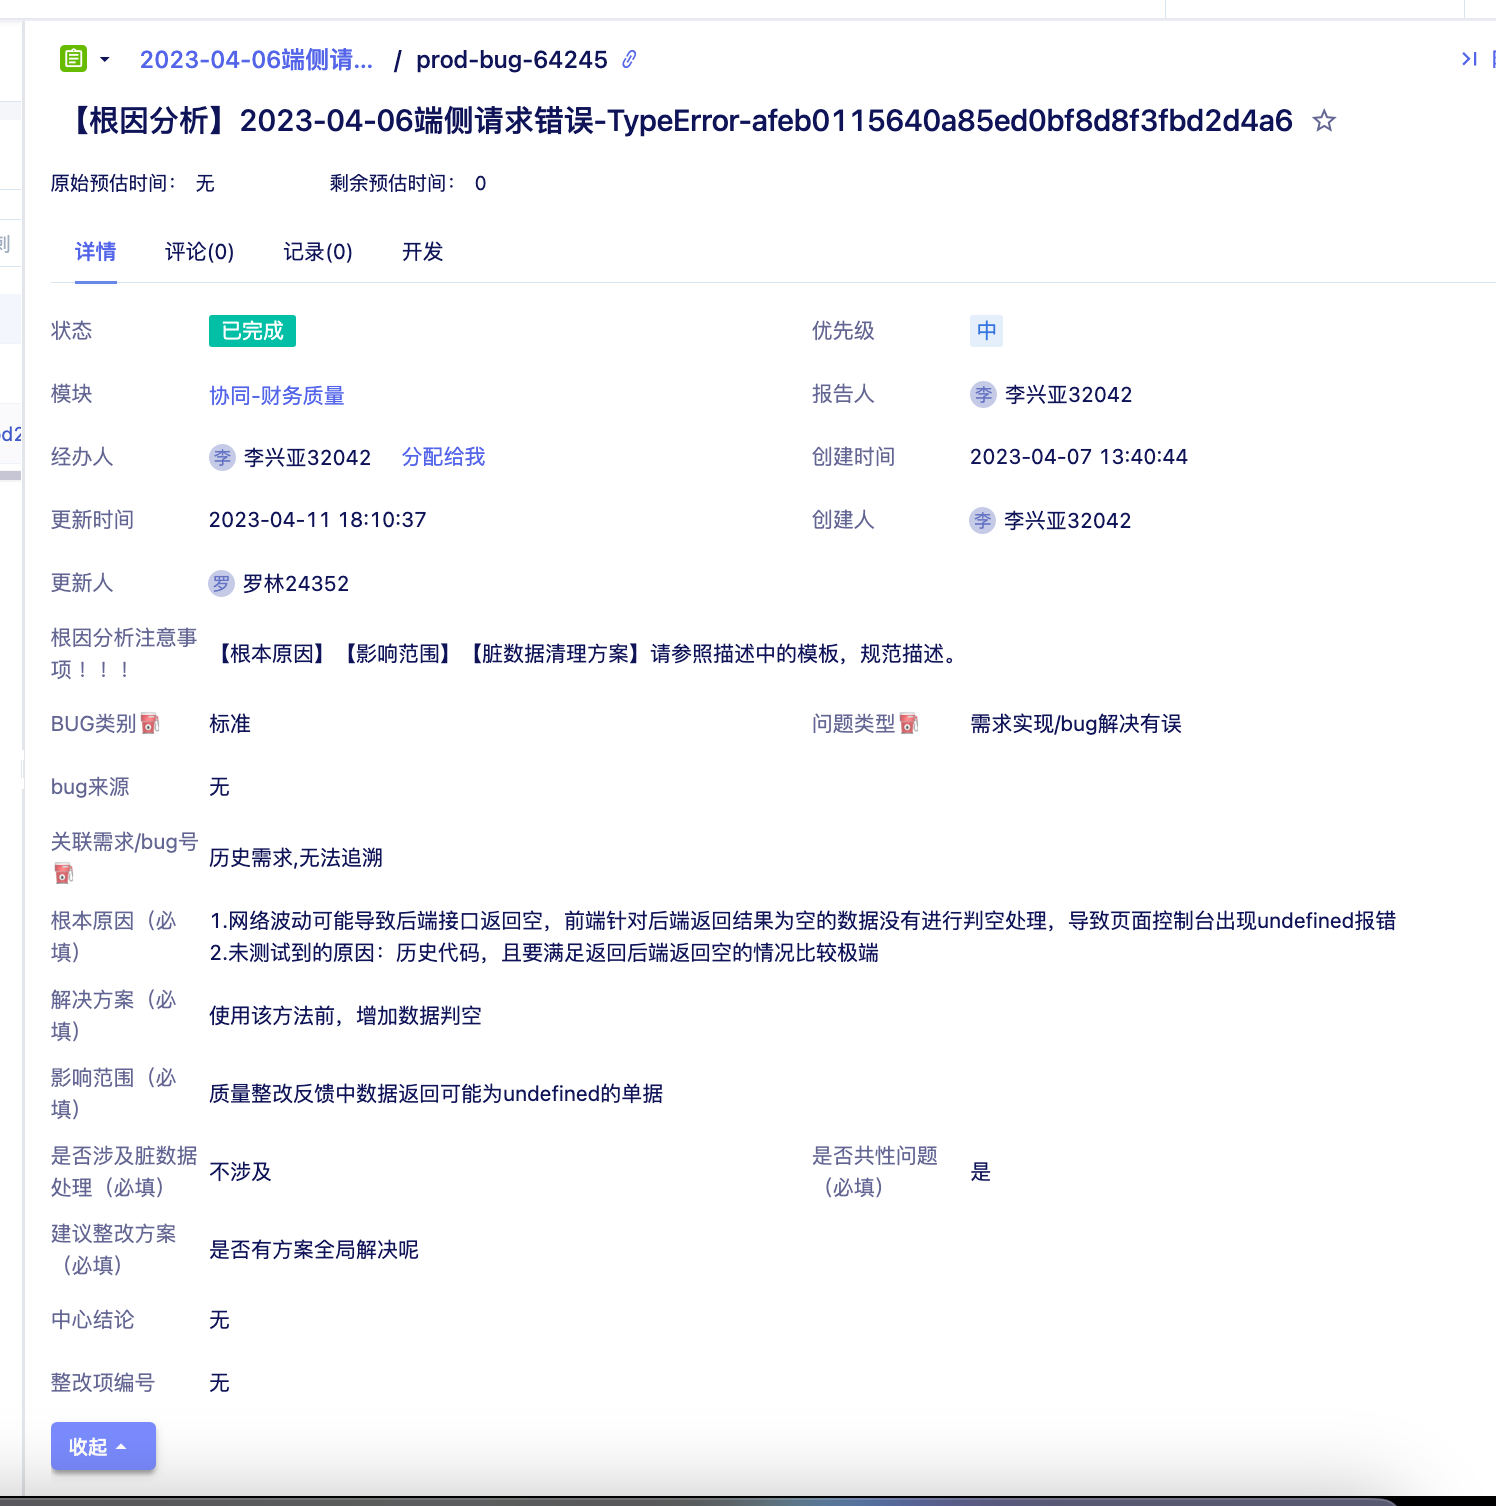 2023-04-06端侧请... / prod-bug-64245
【根因分析】2023-04-06端侧请求错误-TypeError-afeb0115640a85ed0bf8d8f3fbd2d4a6
原始预估时间： 无 剩余预估时间： 0
详情 评论(0) 记录(0) 开发
状态 已完成 优先级 中
模块 协同-财务质量 报告人 李 李兴亚32042
经办人 李 李兴亚32042 分配给我 创建时间 2023-04-07 13:40:44
更新时间 2023-04-11 18:10:37 创建人 李 李兴亚32042
更新人 罗 罗林24352
根因分析注意事
项！！！
【根本原因】【影响范围】【脏数据清理方案】请参照描述中的模板，规范描述。
BUG类别 标准 问题类型 需求实现/bug解决有误
bug来源 无
关联需求/bug号
历史需求,无法追溯
根本原因（必
填）
1.网络波动可能导致后端接口返回空，前端针对后端返回结果为空的数据没有进行判空处理，导致页面控制台出现undefined报错
2.未测试到的原因：历史代码，且要满足返回后端返回空的情况比较极端
解决方案（必
填）
使用该方法前，增加数据判空
影响范围（必
填）
质量整改反馈中数据返回可能为undefined的单据
是否涉及脏数据
处理（必填）
不涉及
是否共性问题
（必填）
是
建议整改方案
（必填）
是否有方案全局解决呢
中心结论 无
整改项编号 无
收起